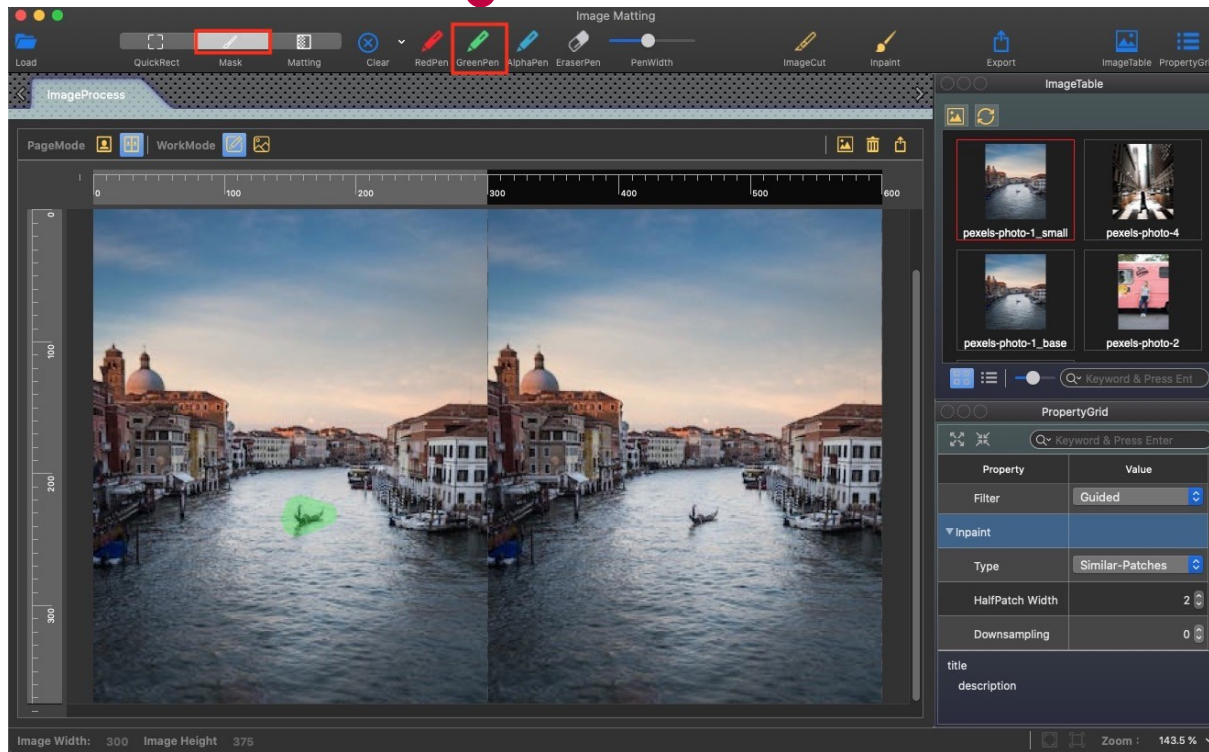 Image Matting
Load QuickRect Mask Matting Clear RedPen GreenPen AlphaPen EraserPen PenWidth ImageCut Inpaint Export ImageTable PropertyGri
ImageProcess
PageMode WorkMode
0 100 200 300 400 500 600
0
100
200
300
ImageTable
pexels-photo-1_small pexels-photo-4
pexels-photo-1_base pexels-photo-2
Keyword & Press Ent
PropertyGrid
Keyword & Press Enter
Property Value
Filter Guided
Inpaint
Type Similar-Patches
HalfPatch Width 2
Downsampling 0
title
description
Image Width: 300 Image Height 375
Zoom : 143.5 %